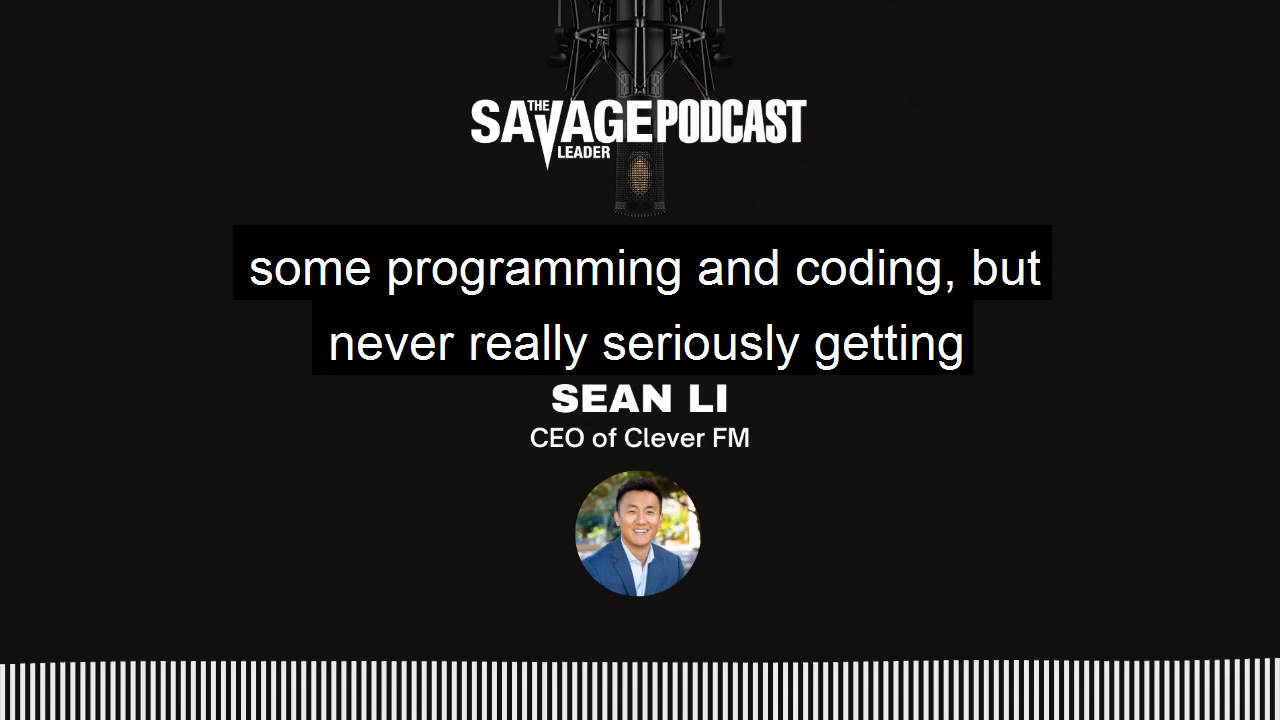 THE
SAVAGE PODCAST
LEADER
some programming and coding, but
never really seriously getting
SEAN LI
CEO of Clever FM